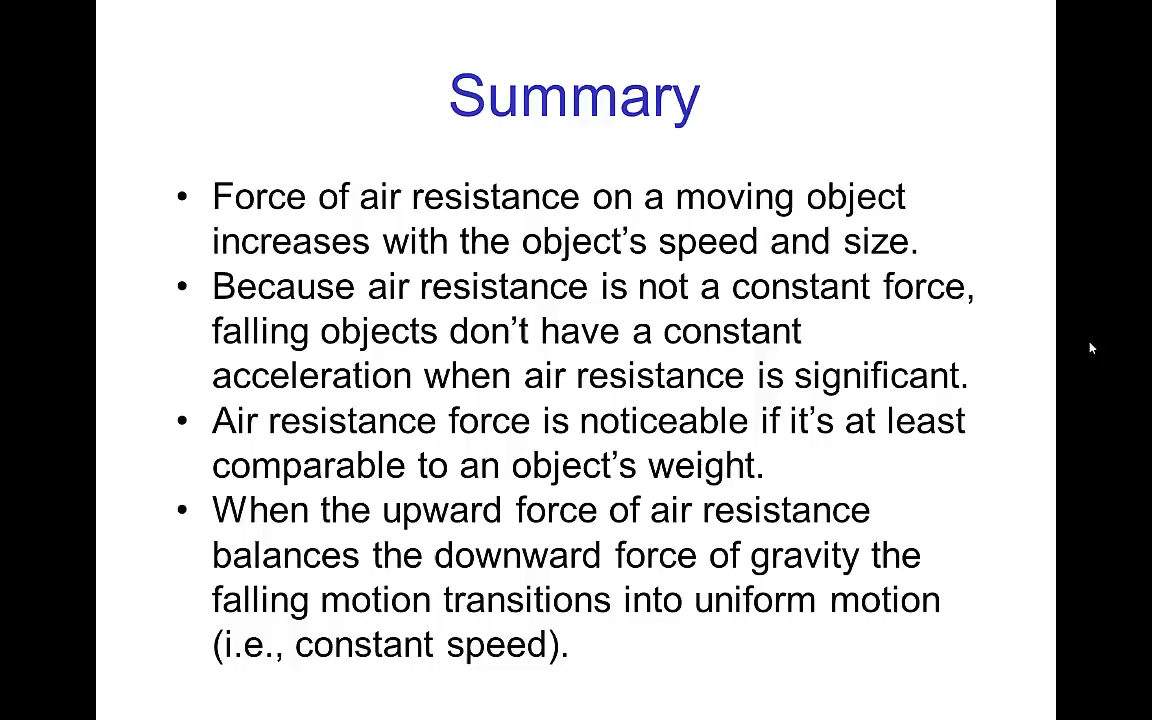 Summary
• Force of air resistance on a moving object
increases with the object’s speed and size.
• Because air resistance is not a constant force,
falling objects don’t have a constant
acceleration when air resistance is significant.
• Air resistance force is noticeable if it’s at least
comparable to an object’s weight.
• When the upward force of air resistance
balances the downward force of gravity the
falling motion transitions into uniform motion
(i.e., constant speed).